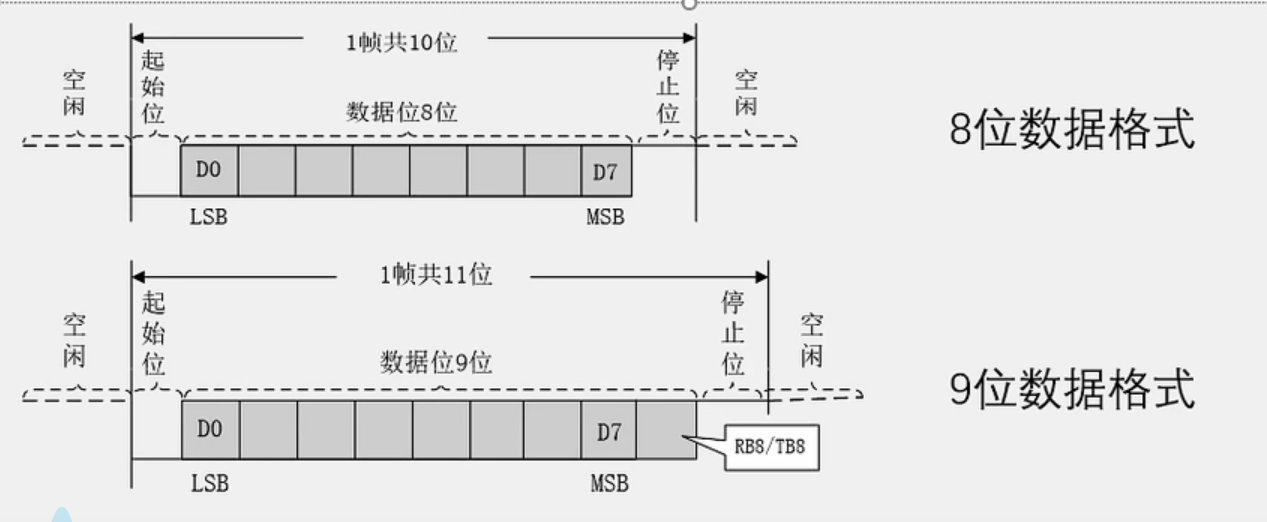 1帧共10位
空闲
起始位
数据位8位
停止位
空闲
8位数据格式
D0
D7
LSB
MSB
1帧共11位
空闲
起始位
数据位9位
停止位
空闲
9位数据格式
D0
D7
RB8/TB8
LSB
MSB